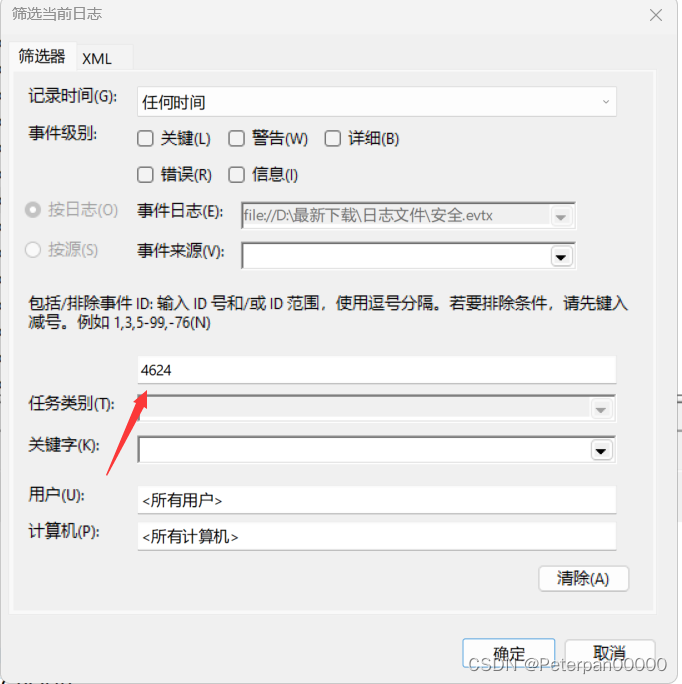 筛选当前日志
筛选器 XML
记录时间(G): 任何时间
事件级别: 关键(L) 警告(W) 详细(B)
错误(R) 信息(I)
按日志(O) 事件日志(E): file://D:\最新下载\日志文件\安全.evtx
按源(S) 事件来源(V):
包括/排除事件 ID: 输入 ID 号和/或 ID 范围，使用逗号分隔。若要排除条件，请先键入
减号。例如 1,3,5-99,-76(N)
4624
任务类别(T):
关键字(K):
用户(U): <所有用户>
计算机(P): <所有计算机>
清除(A)
确定 取消
CSDN @Peterpan00000